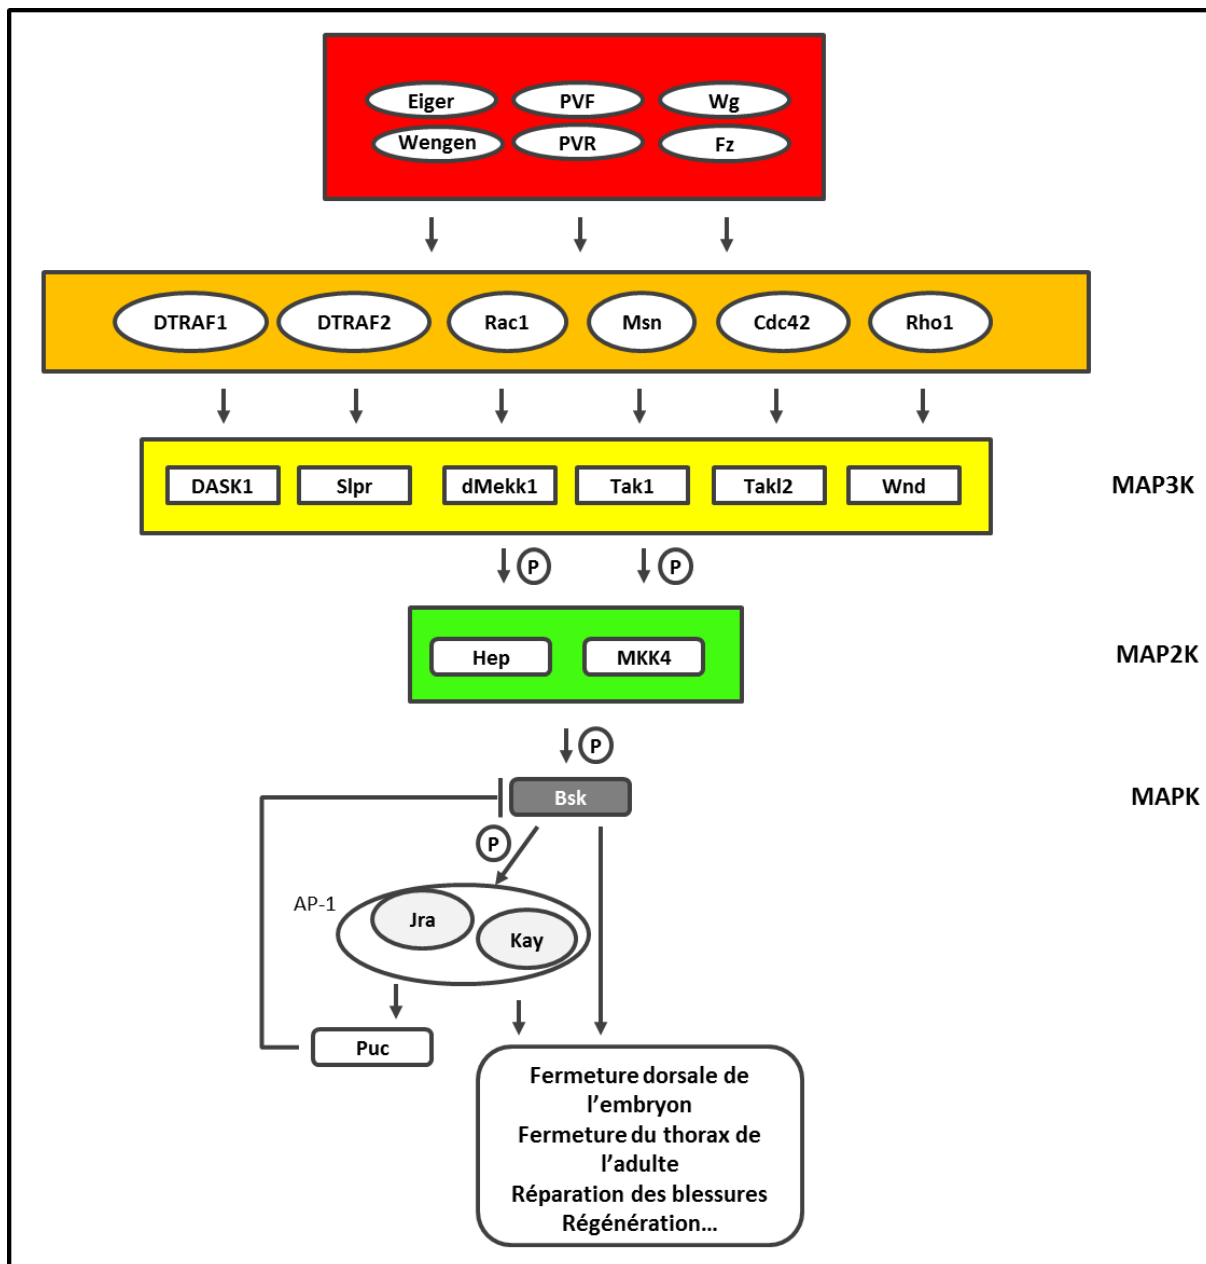 Eiger PVF Wg
Wengen PVR Fz
DTRAF1 DTRAF2 Rac1 Msn Cdc42 Rho1
DASK1 Slpr dMekk1 Tak1 Takl2 Wnd MAP3K
P P
Hep MKK4 MAP2K
P
Bsk MAPK
P
AP-1
Jra
Kay
Puc
Fermeture dorsale de
l’embryon
Fermeture du thorax de
l’adulte
Réparation des blessures
Régénération…